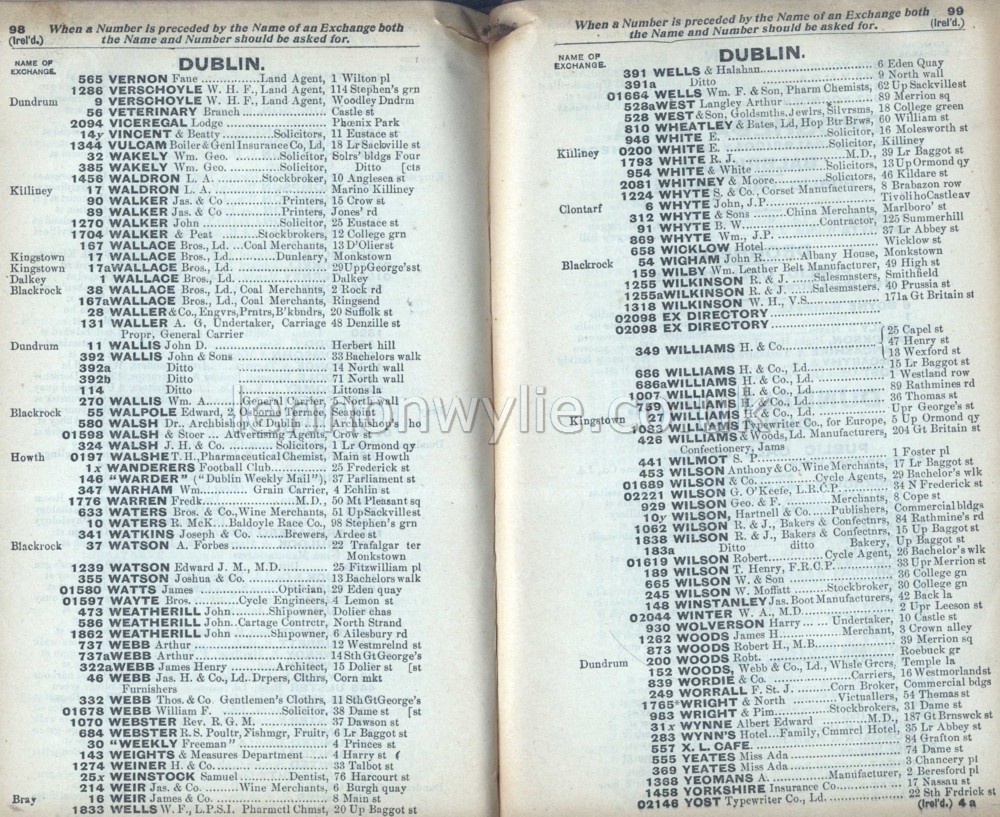 98 When a Number is preceded by the Name of an Exchange both
(Irel'd.) the Name and Number should be asked for.
NAME OF EXCHANGE.
DUBLIN.
565 VERNON Fane ..........Land Agent, 1 Wilton pl
1286 VERSCHOYLE W. H. F., Land Agent, 114 Stephen's grn
Dundrum 9 VERSCHOYLE W. H. F., Land Agent, Woodley Dndrm
56 VETERINARY Branch.................... Castle st
2094 VICEREGAL Lodge ....................... Phœnix Park
14y VINCENT & Beatty ............Solicitors, 11 Eustace st
1344 VULCAM Boiler & Genl Insurance Co, Ld, 18 Lr Sackville st
32 WAKELY Wm. Geo. ............Solicitor, Solrs' bldgs Four
385 WAKELY Wm. Geo. Solicitor, Ditto [cts
1456 WALDRON L. A. ............Stockbroker, 10 Anglesea st
Killiney 17 WALDRON L. A. ....................... Marino Killiney
90 WALKER Jas. & Co ..............Printers, 15 Crow st
89 WALKER Jas. & Co ..............Printers, Jones' rd
1270 WALKER John ..................Solicitor, 25 Eustace st
1704 WALKER & Peat ..........Stockbrokers, 12 College grn
167 WALLACE Bros., Ld. ...Coal Merchants, 13 D'Olierst
Kingstown 17 WALLACE Bros., Ld..........Dunleary, Monkstown
Kingstown 17a WALLACE Bros., Ld. .................... 29 Upp George's st
Dalkey 1 WALLACE Bros., Ld. .................... Dalkey
Blackrock 38 WALLACE Bros., Ld., Coal Merchants, 2 Rock rd
167a WALLACE Bros., Ld., Coal Merchants, Ringsend
28 WALLER & Co., Engvrs, Prntrs, B'kbndrs, 20 Suffolk st
131 WALLER A. G, Undertaker, Carriage 48 Denzille st
Propr, General Carrier
Dundrum 11 WALLIS John D. ....................... Herbert hill
392 WALLIS John & Sons .................... 33 Bachelors walk
392a Ditto .................... 14 North wall
392b Ditto .................... 71 North wall
114 Ditto .................... Littons la
270 WALLIS Wm. A. ......General Carrier, 5 North wall
Blackrock 55 WALPOLE Edward, 2, Ferrn Seapoint
580 WALSH Dr., Archbis
01598 WALSH & Stoer ... Advertising Agents, Crow st
324 WALSH J. H. & Co. .........Solicitors, 1 Lr Ormond qy
Howth 0197 WALSHE T. H., Pharmaceutical Chemist, Main st Howth
1x WANDERERS Football Club............... 25 Frederick st
146 "WARDER" ("Dublin Weekly Mail"), 37 Parliament st
347 WARHAM Wm........... Grain Carrier, 4 Echlin st
1776 WARREN Fredk....................M.D., 50 Mt Pleasant sq
633 WATERS Bros. & Co., Wine Merchants, 51 Up Sackvillest
10 WATERS R. McK....Baldoyle Race Co., 98 Stephen's grn
341 WATKINS Joseph & Co. .........Brewers, Ardee st
Blackrock 37 WATSON A. Forbes .................... 22 Trafalgar ter
Monkstown
1239 WATSON Edward J. M., M.D............ 25 Fitzwilliam pl
355 WATSON Joshua & Co. .................. 13 Bachelors walk
01580 WATTS James ....................Optician, 29 Eden quay
01597 WAYTE Bros..........Cycle Engineers, 4 Lemon st
473 WEATHERILL John..........Shipowner, Dolier chas
586 WEATHERILL John..Cartage Contrctr, North Strand
1862 WEATHERILL John ..........Shipowner, 6 Ailesbury rd
737 WEBB Arthur............................ 12 Westmrelnd st
737a WEBB Arthur............................ 14 Sth Gt George's
322a WEBB James Henry ............Architect, 15 Dolier st [st
46 WEBB Jas. H. & Co., Ld.. Drpers, Clthrs, Corn mkt
Furnishers
332 WEBB Thos. & Co Gentlemen's Clothrs, 11 Sth Gt George's
01678 WEBB William F. ...............Solicitor, 38 Dame st [st
1070 WEBSTER Rev. R. G. M. ............... 37 Dawson st
684 WEBSTER R. S. Poultr, Fishmgr, Fruitr, 6 Lr Baggot st
30 "WEEKLY Freeman" .................... 4 Princes st
143 WEIGHTS & Measures Department ...... 4 Harry st
1274 WEINER H. & Co......................... 33 Talbot st
25x WEINSTOCK Samuel ............Dentist, 76 Harcourt st
214 WEIR Jas. & Co. .........Wine Merchants, 6 Burgh quay
Bray 16 WEIR James & Co. ...................... 8 Main st
1833 WELLS W. F., L.P.S.I. Pharmctl Chmst, 20 Up Baggot st
When a Number is preceded by the Name of an Exchange both 99
the Name and Number should be asked for. (Irel'd.)
NAME OF EXCHANGE.
DUBLIN.
391 WELLS & Halahan....................... 6 Eden Quay
391a Ditto ....................... 9 North wall
01664 WELLS Wm. F. & Son, Pharm Chemists, 62 Up Sackvillest
528a WEST Langley Arthur.................... 89 Merrion sq
528 WEST & Son, Goldsmths, Jewlrs, Silvrsms, 18 College green
810 WHEATLEY & Bates, Ld, Hop Btr Brws, 60 William st
946 WHITE E. ....................Solicitor, 16 Molesworth st
Killiney 0200 WHITE E. ....................Solicitor, Killiney
1793 WHITE R. J. ....................M.D., 39 Lr Baggot st
954 WHITE & White ...............Solicitors, 13 Up Ormond qy
2081 WHITNEY & Moore............Solicitors, 46 Kildare st
1224 WHYTE S. & Co., Corset Manufacturers, 8 Brabazon row
Clontarf 6 WHYTE John, J.P. .................... Tivoliho Castleav
312 WHYTE & Sons .........China Merchants, Marlboro' st
91 WHYTE B. W. ...............Contractor, 125 Summerhill
869 WHYTE Wm., J.P. .................... 37 Lr Abbey st
658 WICKLOW Hotel........................ Wicklow st
Blackrock 54 WIGHAM John R..........Albany House, Monkstown
159 WILBY Wm. Leather Belt Manufacturer, 49 High st
1255 WILKINSON R. & J. ......Salesmasters, Smithfield
1255a WILKINSON R. & J. ......Salesmasters, 40 Prussia st
1318 WILKINSON W. H., V.S................ 171a Gt Britain st
02098 EX DIRECTORY ...........................
02098 EX DIRECTORY ...........................
349 WILLIAMS H. & Co.................... { 25 Capel st
47 Henry st
13 Wexford st
686 WILLIAMS H. & Co., Ld................ 15 Lr Baggot st
686a WILLIAMS H. & Co., Ld................ 1 Westland row
1007 WILLIAMS H. & Co., Ld................ 89 Rathmines rd
759 WILLIAMS H. & Co., Ld................ 36 Thomas st
Kingstown 27 WILLIAMS H. & Co., Ld................ Upr George's st
1083 WILLIAMS Typewriter Co., for Europe, 5 Up Ormond qy
426 WILLIAMS & Woods, Ld. Manufacturers, 204 Gt Britain st
Confectionery, Jams
441 WILMOT S. P............................ 1 Foster pl
453 WILSON Anthony & Co. Wine Merchants, 17 Lr Baggot st
01689 WILSON & Co. ...............Cycle Agents, 29 Bachelor's wlk
02221 WILSON G. O'Keefe, L.R.C.P........... 34 N Frederick st
929 WILSON Geo. & F. ............Merchants, 8 Cope st
10y WILSON, Hartnell & Co......Publishers, Commercial bldgs
1062 WILSON R. & J., Bakers & Confectnrs, 84 Rathmine's rd
1838 WILSON R. & J., Bakers & Confectnrs, 15 Up Baggot st
183a Ditto ditto Bakery, Up Baggot st
01619 WILSON Robert...............Cycle Agent, 26 Bachelor's wlk
189 WILSON T. Henry, F.R.C.P............. 33 Upr Merrion st
665 WILSON W. & Son .................... 36 College gn
245 WILSON W. Moffatt .........Stockbroker, 30 College gn
148 WINSTANLEY Jas. Boot Manufacturers, 42 Back la
02044 WINTER W. A., M.D. .................... 2 Upr Leeson st
930 WOLVERSON Harry ...... Undertaker, 10 Castle st
1262 WOODS James H...............Merchant, 3 Crown alley
873 WOODS Robert H., M.B................ 39 Merrion sq
Dundrum 200 WOODS Robt. ........................ Roebuck gr
152 WOODS, Webb & Co., Ld., Whsle Grcrs, Temple la
839 WORDIE & Co. ..................Carriers, 16 Westmorlandst
249 WORRALL F. St. J. .........Corn Broker, Commercial bdgs
1765* WRIGHT & North ............Victuallers, 54 Thomas st
983 WRIGHT & Pim ...............Stockbrokers, 31 Dame st
31x WYNNE Albert Edward ............M.D., 187 Gt Brnswck st
283 WYNN'S Hotel...Family, Cmmrcl Hotel, 35 Lr Abbey st
557 X. L. CAFE............................ 84 Grafton st
555 YEATES Miss Ada ....................... 74 Dame st
369 YEATES Miss Ada ....................... 3 Chancery pl
1368 YEOMANS A. ...............Manufacturer, 2 Beresford pl
1458 YORKSHIRE Insurance Co............... 17 Nassau st
02146 YOST Typewriter Co., Ld................ 22 Sth Frdrick st
(Irel'd.) 4 a